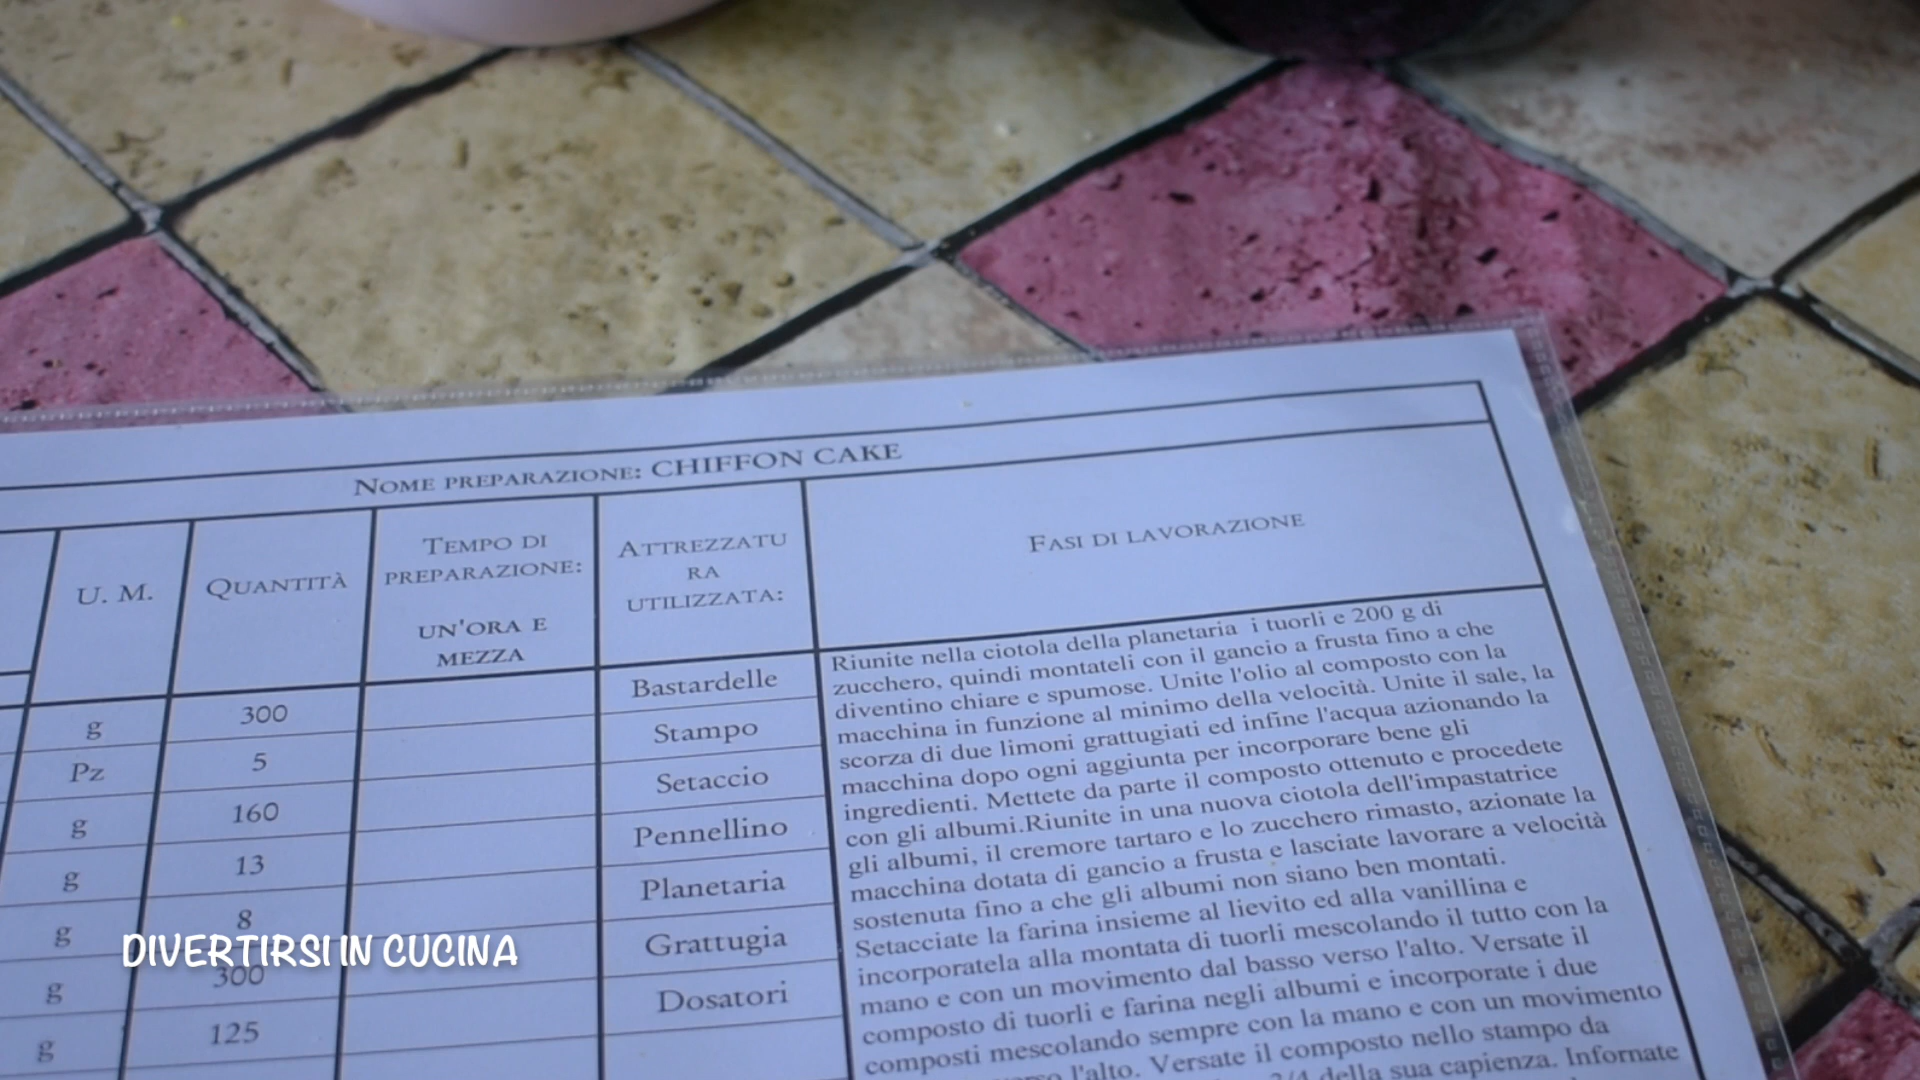 NOME PREPARAZIONE: CHIFFON CAKE
U. M.
QUANTITÀ
TEMPO DI
PREPARAZIONE:
UN'ORA E
MEZZA
ATTREZZATU
RA
UTILIZZATA:
FASI DI LAVORAZIONE
g 300 Bastardelle
Pz 5 Stampo
g 160 Setaccio
g 13 Pennellino
g 8 Planetaria
g 300 Grattugia
g 125 Dosatori
Riunite nella ciotola della planetaria i tuorli e 200 g di
zucchero, quindi montateli con il gancio a frusta fino a che
diventino chiare e spumose. Unite l'olio al composto con la
macchina in funzione al minimo della velocità. Unite il sale, la
scorza di due limoni grattugiati ed infine l'acqua azionando la
macchina dopo ogni aggiunta per incorporare bene gli
ingredienti. Mettete da parte il composto ottenuto e procedete
con gli albumi.Riunite in una nuova ciotola dell'impastatrice
gli albumi, il cremore tartaro e lo zucchero rimasto, azionate la
macchina dotata di gancio a frusta e lasciate lavorare a velocità
sostenuta fino a che gli albumi non siano ben montati.
Setacciate la farina insieme al lievito ed alla vanillina e
incorporatela alla montata di tuorli mescolando il tutto con la
mano e con un movimento dal basso verso l'alto. Versate il
composto di tuorli e farina negli albumi e incorporate i due
composti mescolando sempre con la mano e con un movimento
l'alto. Versate il composto nello stampo da
3/4 della sua capienza. Infornate
DIVERTIRSI IN CUCINA